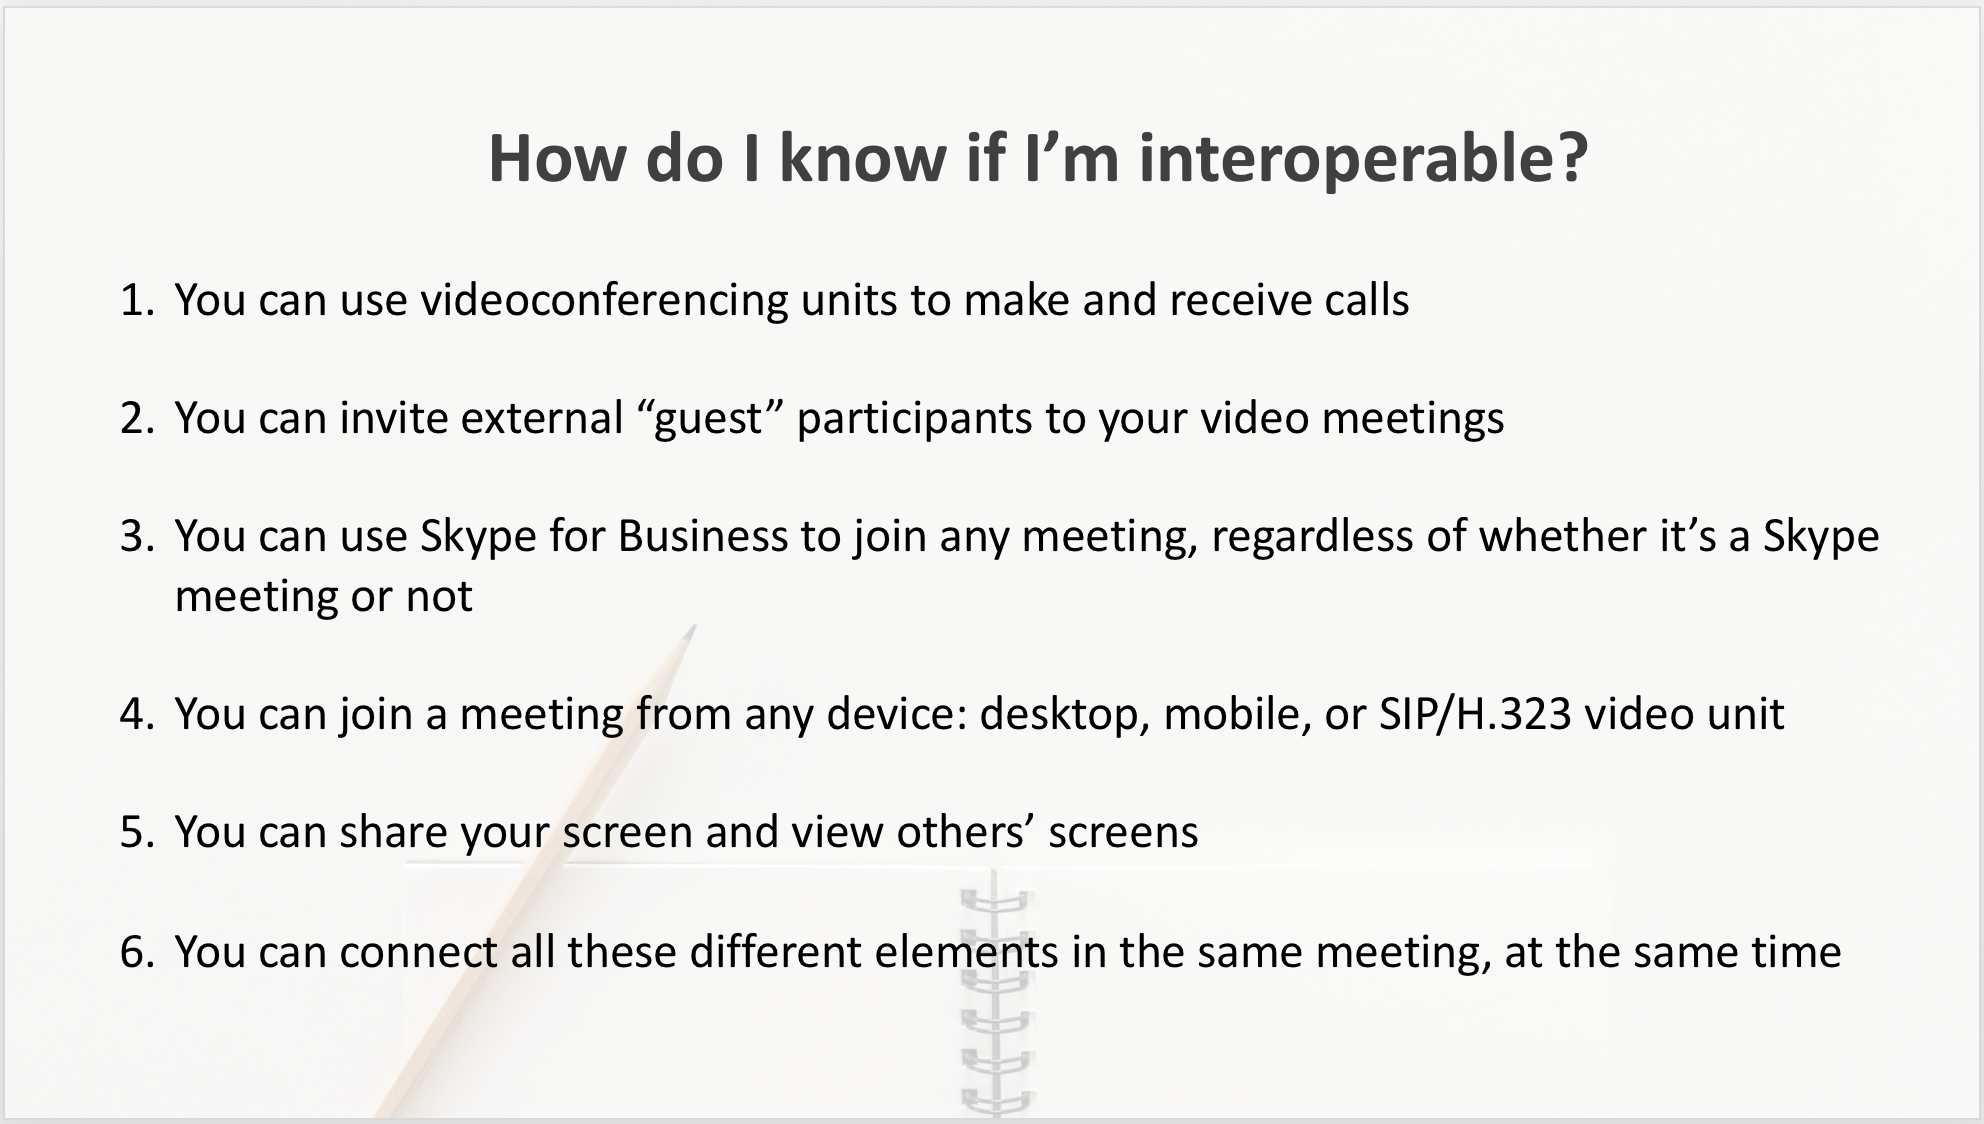 How do I know if I’m interoperable?
1. You can use videoconferencing units to make and receive calls
2. You can invite external “guest” participants to your video meetings
3. You can use Skype for Business to join any meeting, regardless of whether it’s a Skype
meeting or not
4. You can join a meeting from any device: desktop, mobile, or SIP/H.323 video unit
5. You can share your screen and view others’ screens
6. You can connect all these different elements in the same meeting, at the same time